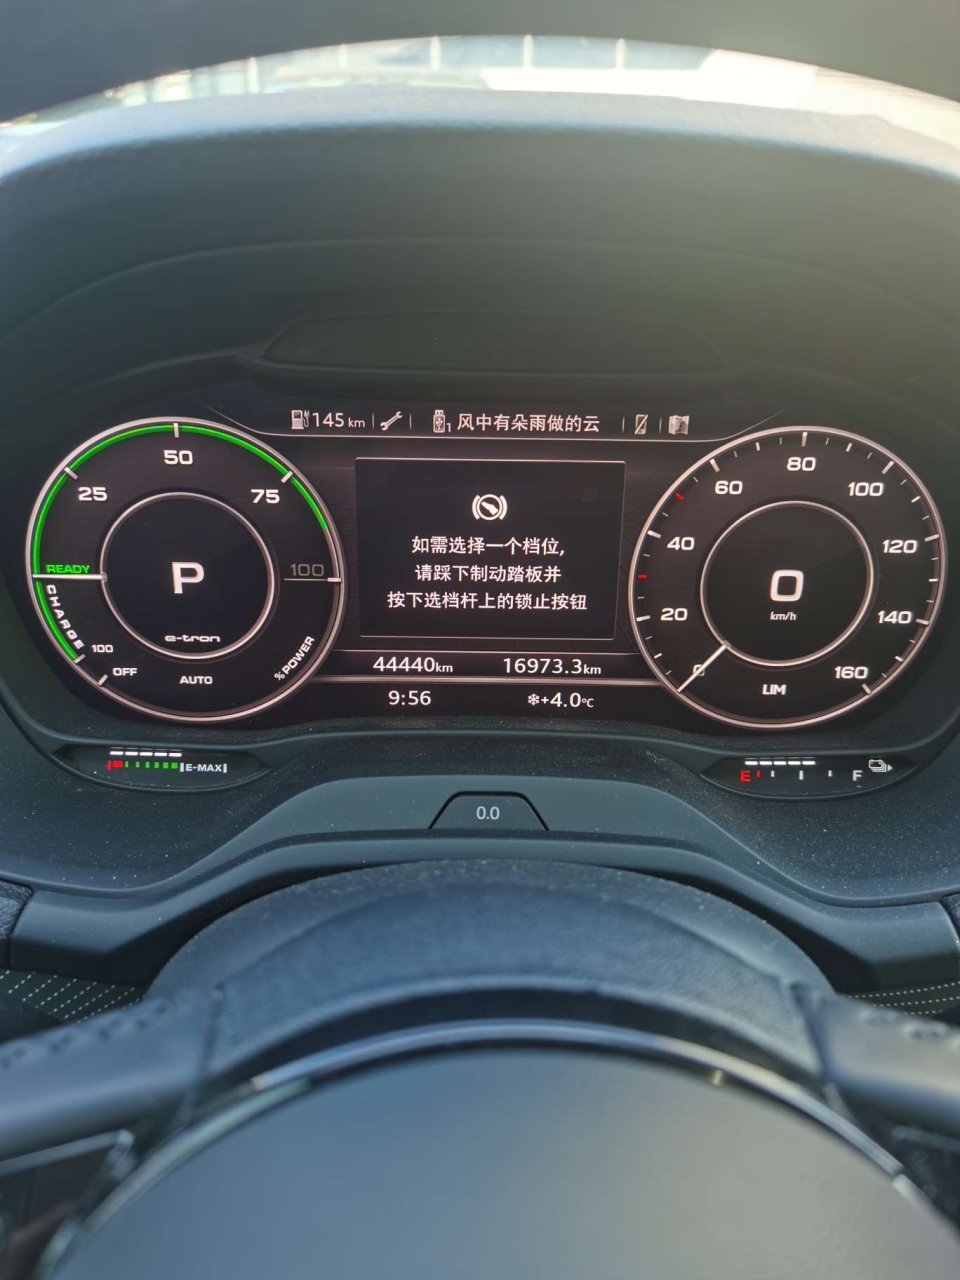 145 km
1 风中有朵雨做的云
50
25
75
READY
100
CHARGE
100
OFF
AUTO
%POWER
P
e-tron
如需选择一个档位,
请踩下制动踏板并
按下选档杆上的锁止按钮
44440km
16973.3km
9:56
+4.0°C
80
60
100
40
120
20
140
0
160
0
km/h
LIM
E-MAX
E
F
0.0